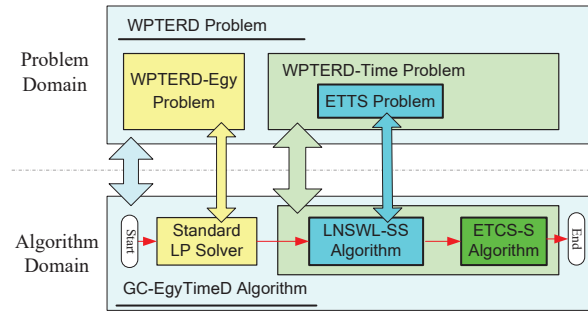 WPTERD Problem
Problem
Domain
WPTERD-Egy
Problem
WPTERD-Time Problem
ETTS Problem
Algorithm
Domain
Start
Standard
LP Solver
LNSWL-SS
Algorithm
ETCS-S
Algorithm
End
GC-EgyTimeD Algorithm